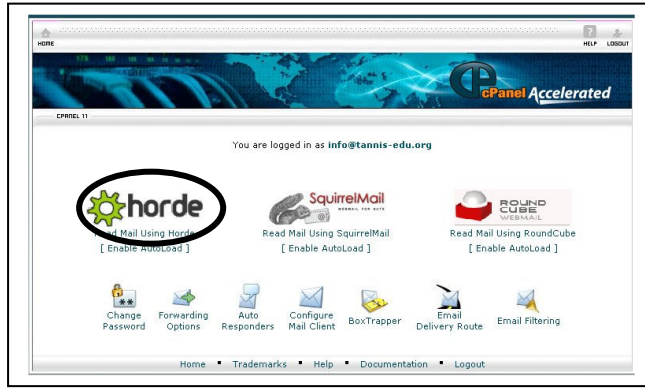 HOME
HELP LOGOUT
cPanel Accelerated
CPANEL 11
You are logged in as info@tannis-edu.org
horde
SquirrelMail
WEBMAIL FOR NUTS
ROUND
CUBE
WEBMAIL
Read Mail Using Horde
Read Mail Using SquirrelMail
Read Mail Using RoundCube
[ Enable AutoLoad ]
[ Enable AutoLoad ]
[ Enable AutoLoad ]
Change
Password
Forwarding
Options
Auto
Responders
Configure
Mail Client
BoxTrapper
Email
Delivery Route
Email Filtering
Home ▪ Trademarks ▪ Help ▪ Documentation ▪ Logout